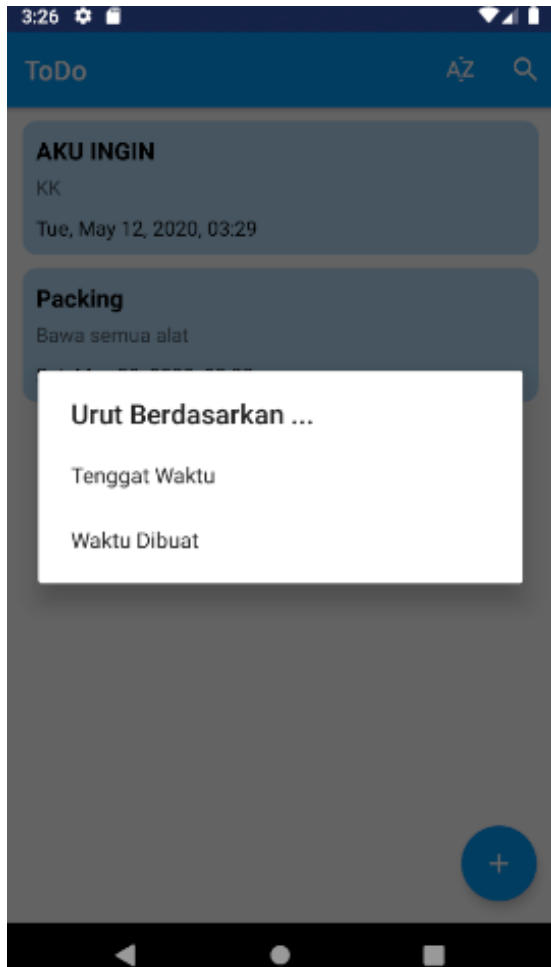 3:26
ToDo AZ
AKU INGIN
KK
Tue, May 12, 2020, 03:29
Packing
Bawa semua alat
Urut Berdasarkan ...
Tenggat Waktu
Waktu Dibuat
+